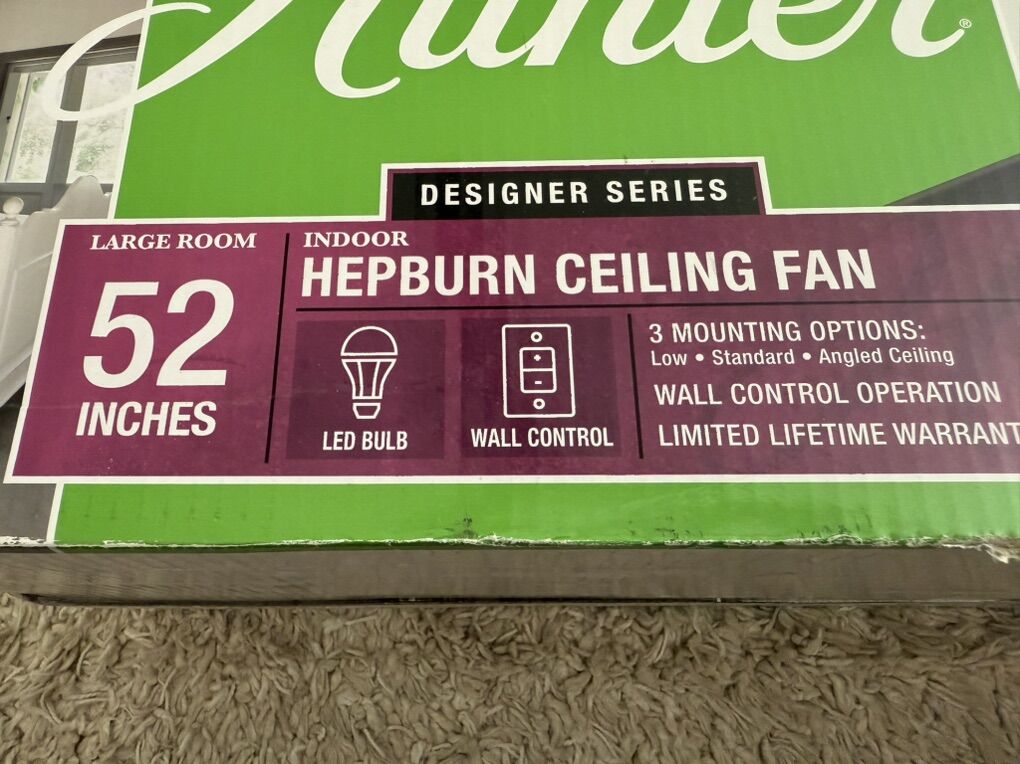 Hunter®
DESIGNER SERIES
LARGE ROOM
52
INCHES
INDOOR
HEPBURN CEILING FAN
LED BULB
+
-
WALL CONTROL
3 MOUNTING OPTIONS:
Low • Standard • Angled Ceiling
WALL CONTROL OPERATION
LIMITED LIFETIME WARRANT